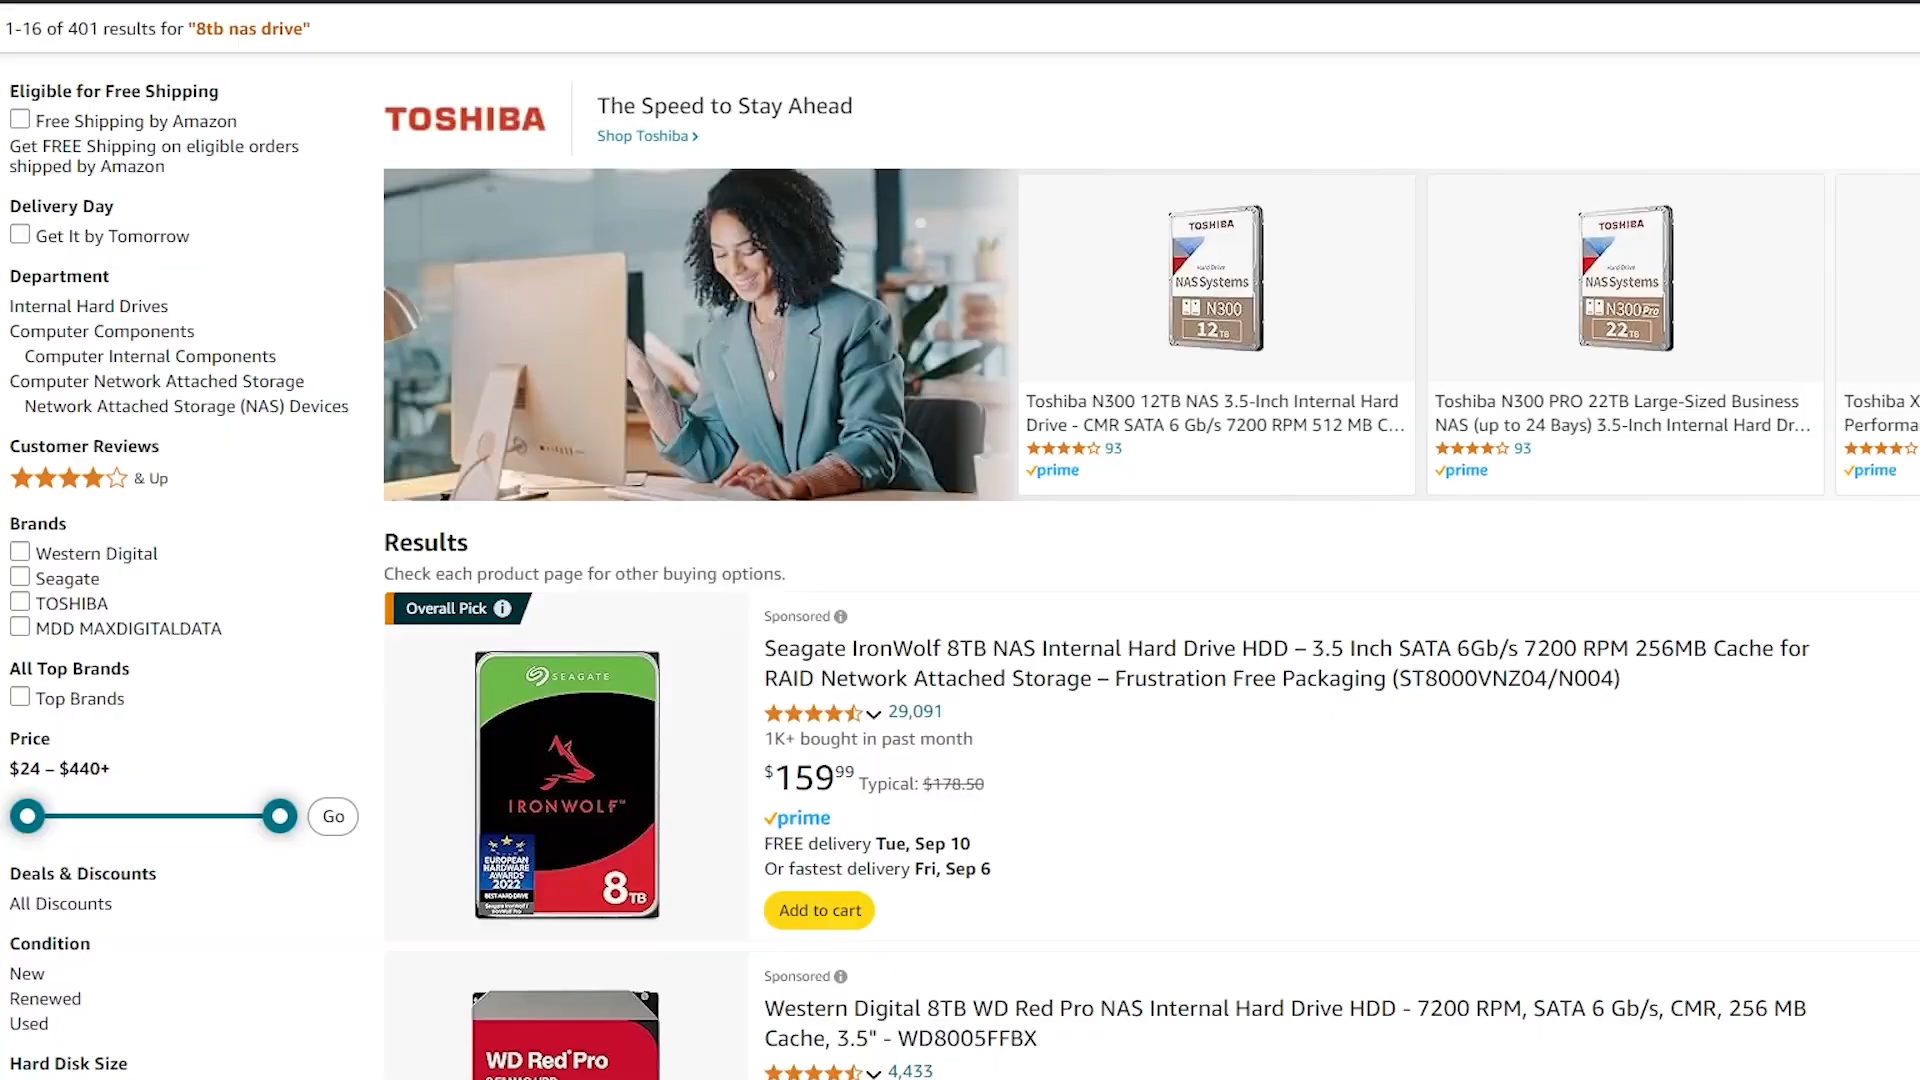 1-16 of 401 results for "8tb nas drive"
Eligible for Free Shipping
Free Shipping by Amazon
Get FREE Shipping on eligible orders
shipped by Amazon
Delivery Day
Get It by Tomorrow
Department
Internal Hard Drives
Computer Components
Computer Internal Components
Computer Network Attached Storage
Network Attached Storage (NAS) Devices
Customer Reviews
& Up
Brands
Western Digital
Seagate
TOSHIBA
MDD MAXDIGITALDATA
All Top Brands
Top Brands
Price
$24 – $440+
Go
Deals & Discounts
All Discounts
Condition
New
Renewed
Used
Hard Disk Size
TOSHIBA
The Speed to Stay Ahead
Shop Toshiba ›
TOSHIBA
Hard Drive
NAS Systems
N300
12TB
Toshiba N300 12TB NAS 3.5-Inch Internal Hard
Drive - CMR SATA 6 Gb/s 7200 RPM 512 MB C...
93
prime
TOSHIBA
Hard Drive
NAS Systems
N300 Pro
22TB
Toshiba N300 PRO 22TB Large-Sized Business
NAS (up to 24 Bays) 3.5-Inch Internal Hard Dr...
93
prime
Toshiba X
Performa
prime
Results
Check each product page for other buying options.
Overall Pick
SEAGATE
IRONWOLF™
EUROPEAN
HARDWARE
AWARDS
2022
BEST HARD DRIVE
8TB
Sponsored
Seagate IronWolf 8TB NAS Internal Hard Drive HDD – 3.5 Inch SATA 6Gb/s 7200 RPM 256MB Cache for
RAID Network Attached Storage – Frustration Free Packaging (ST8000VNZ04/N004)
29,091
1K+ bought in past month
$159.99 Typical: $178.50
prime
FREE delivery Tue, Sep 10
Or fastest delivery Fri, Sep 6
Add to cart
WD Red Pro
Sponsored
Western Digital 8TB WD Red Pro NAS Internal Hard Drive HDD - 7200 RPM, SATA 6 Gb/s, CMR, 256 MB
Cache, 3.5" - WD8005FFBX
4,433